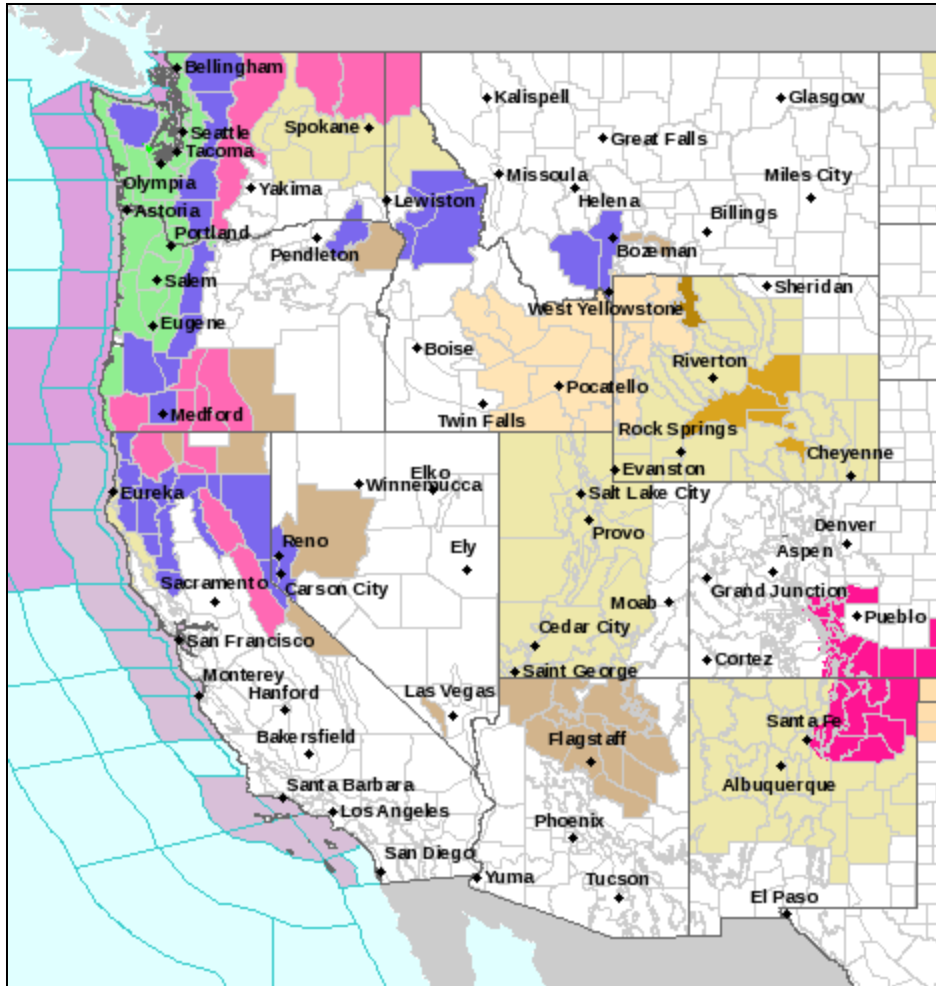 Bellingham
Kalispell
Glasgow
Seattle
Spokane
Great Falls
Tacoma
Olympia
Yakima
Missoula
Miles City
Lewiston
Helena
Astoria
Billings
Portland
Pendleton
Bozeman
Salem
Sheridan
West Yellowstone
Eugene
Boise
Riverton
Pocatello
Medford
Twin Falls
Rock Springs
Cheyenne
Evanston
Elko
Winnemucca
Eureka
Salt Lake City
Provo
Denver
Reno
Ely
Aspen
Sacramento
Carson City
Grand Junction
Moab
Pueblo
Cedar City
San Francisco
Cortez
Saint George
Monterey
Hanford
Las Vegas
Santa Fe
Bakersfield
Flagstaff
Albuquerque
Santa Barbara
Los Angeles
Phoenix
San Diego
Yuma
Tucson
El Paso